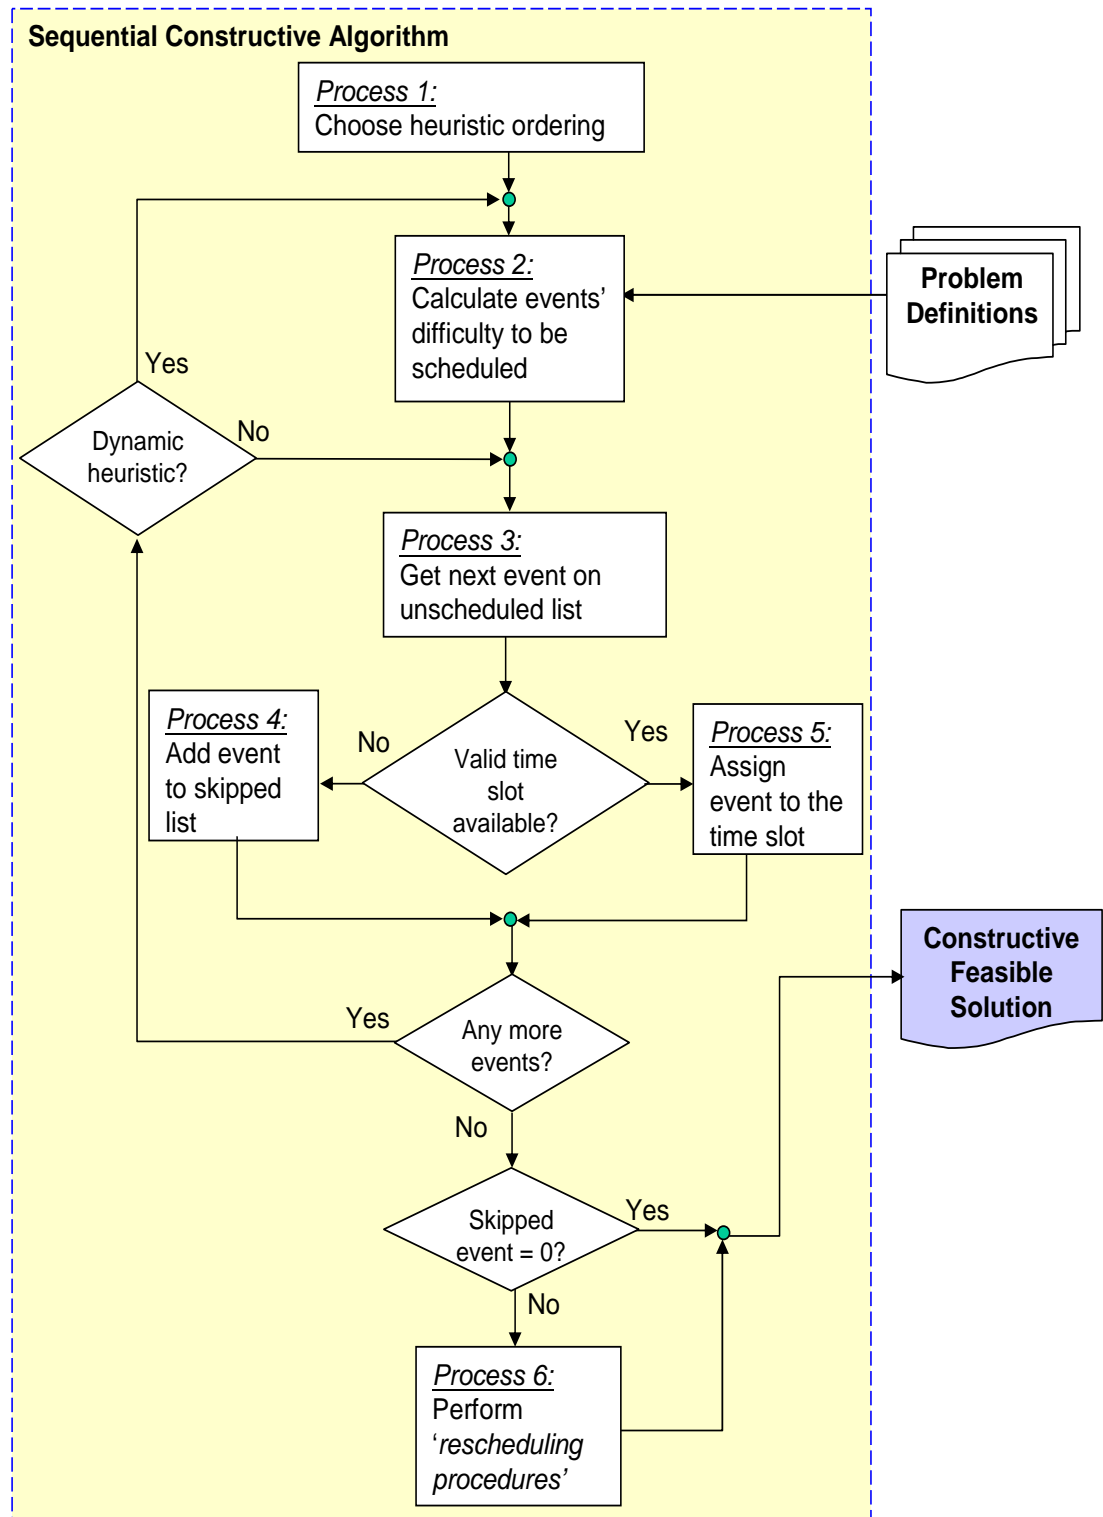 Sequential Constructive Algorithm
Process 1:
Choose heuristic ordering
Process 2:
Calculate events’
difficulty to be
scheduled
Problem
Definitions
Yes
Dynamic
heuristic?
No
Process 3:
Get next event on
unscheduled list
Process 4:
Add event
to skipped
list
No
Valid time
slot
available?
Yes
Process 5:
Assign
event to the
time slot
Constructive
Feasible
Solution
Yes
Any more
events?
No
Skipped
event = 0?
Yes
No
Process 6:
Perform
‘rescheduling
procedures’